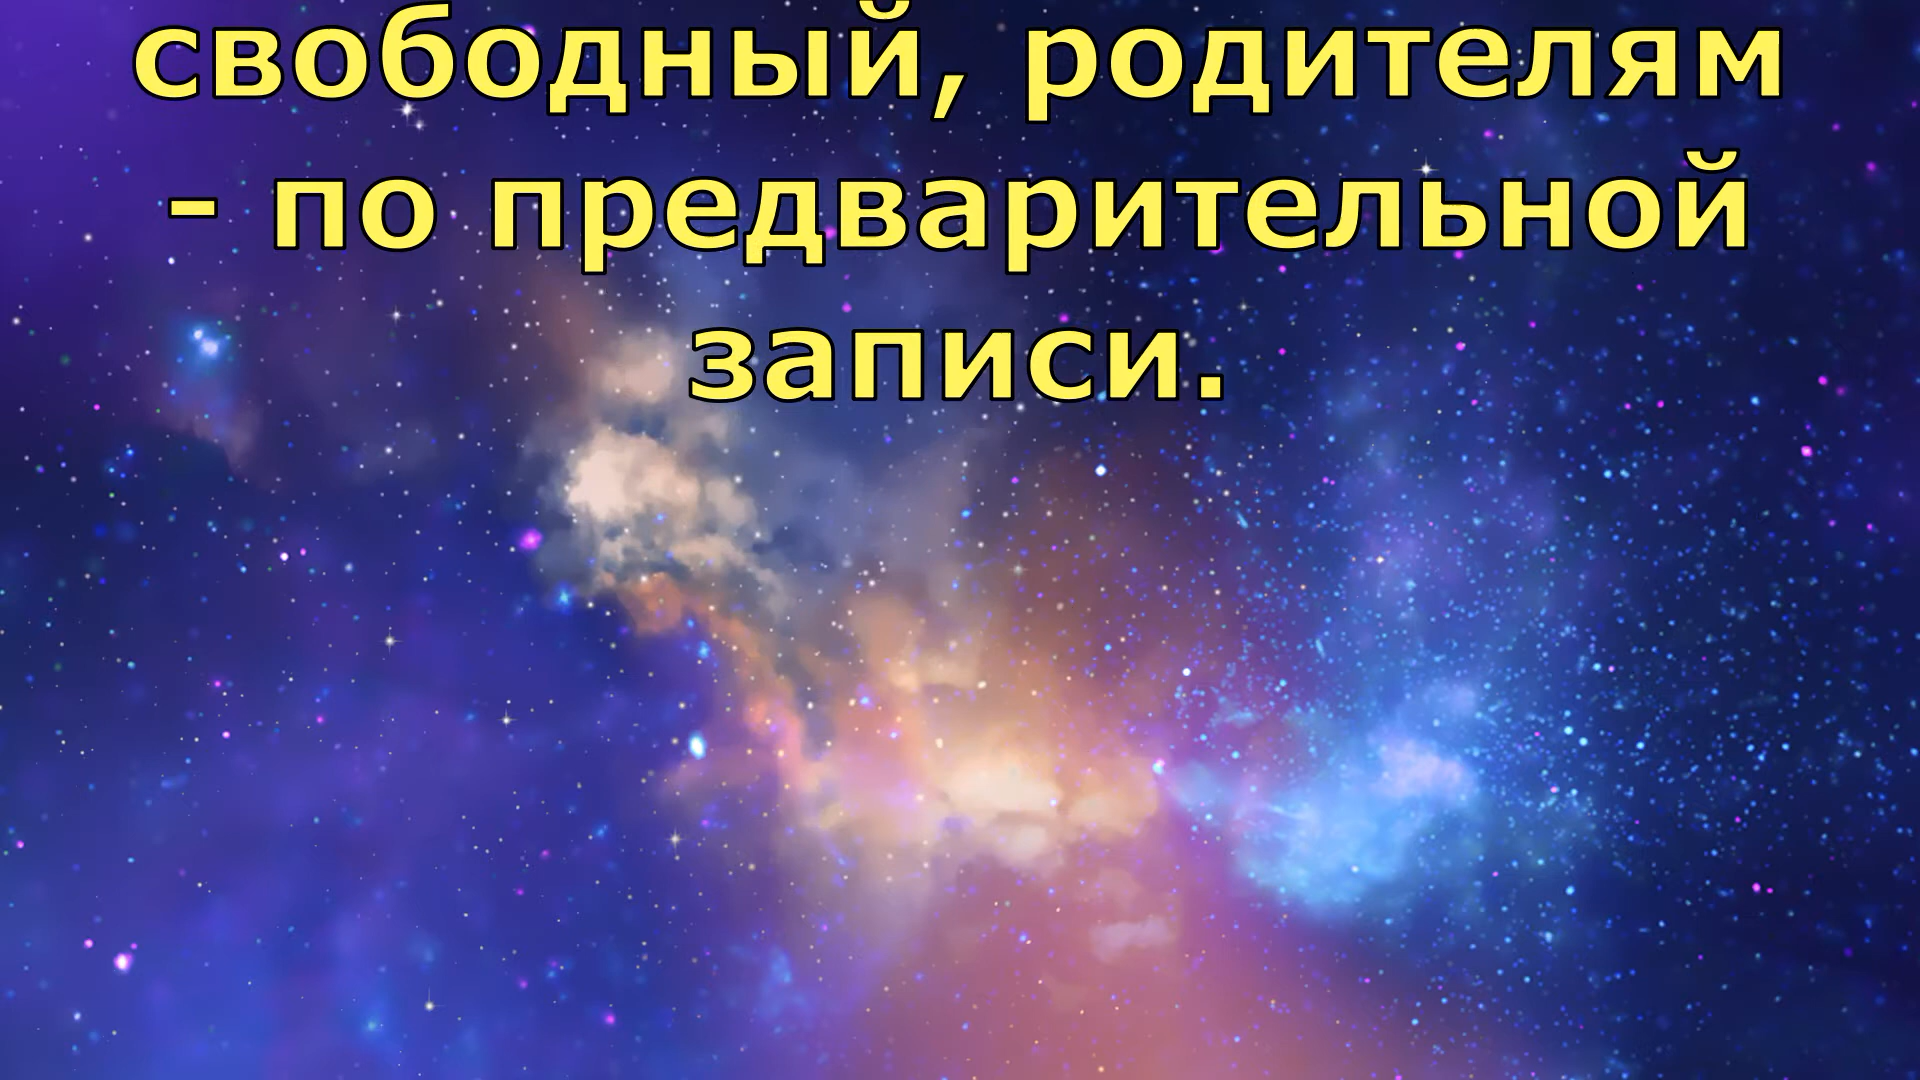 свободный, родителям
- по предварительной
записи.